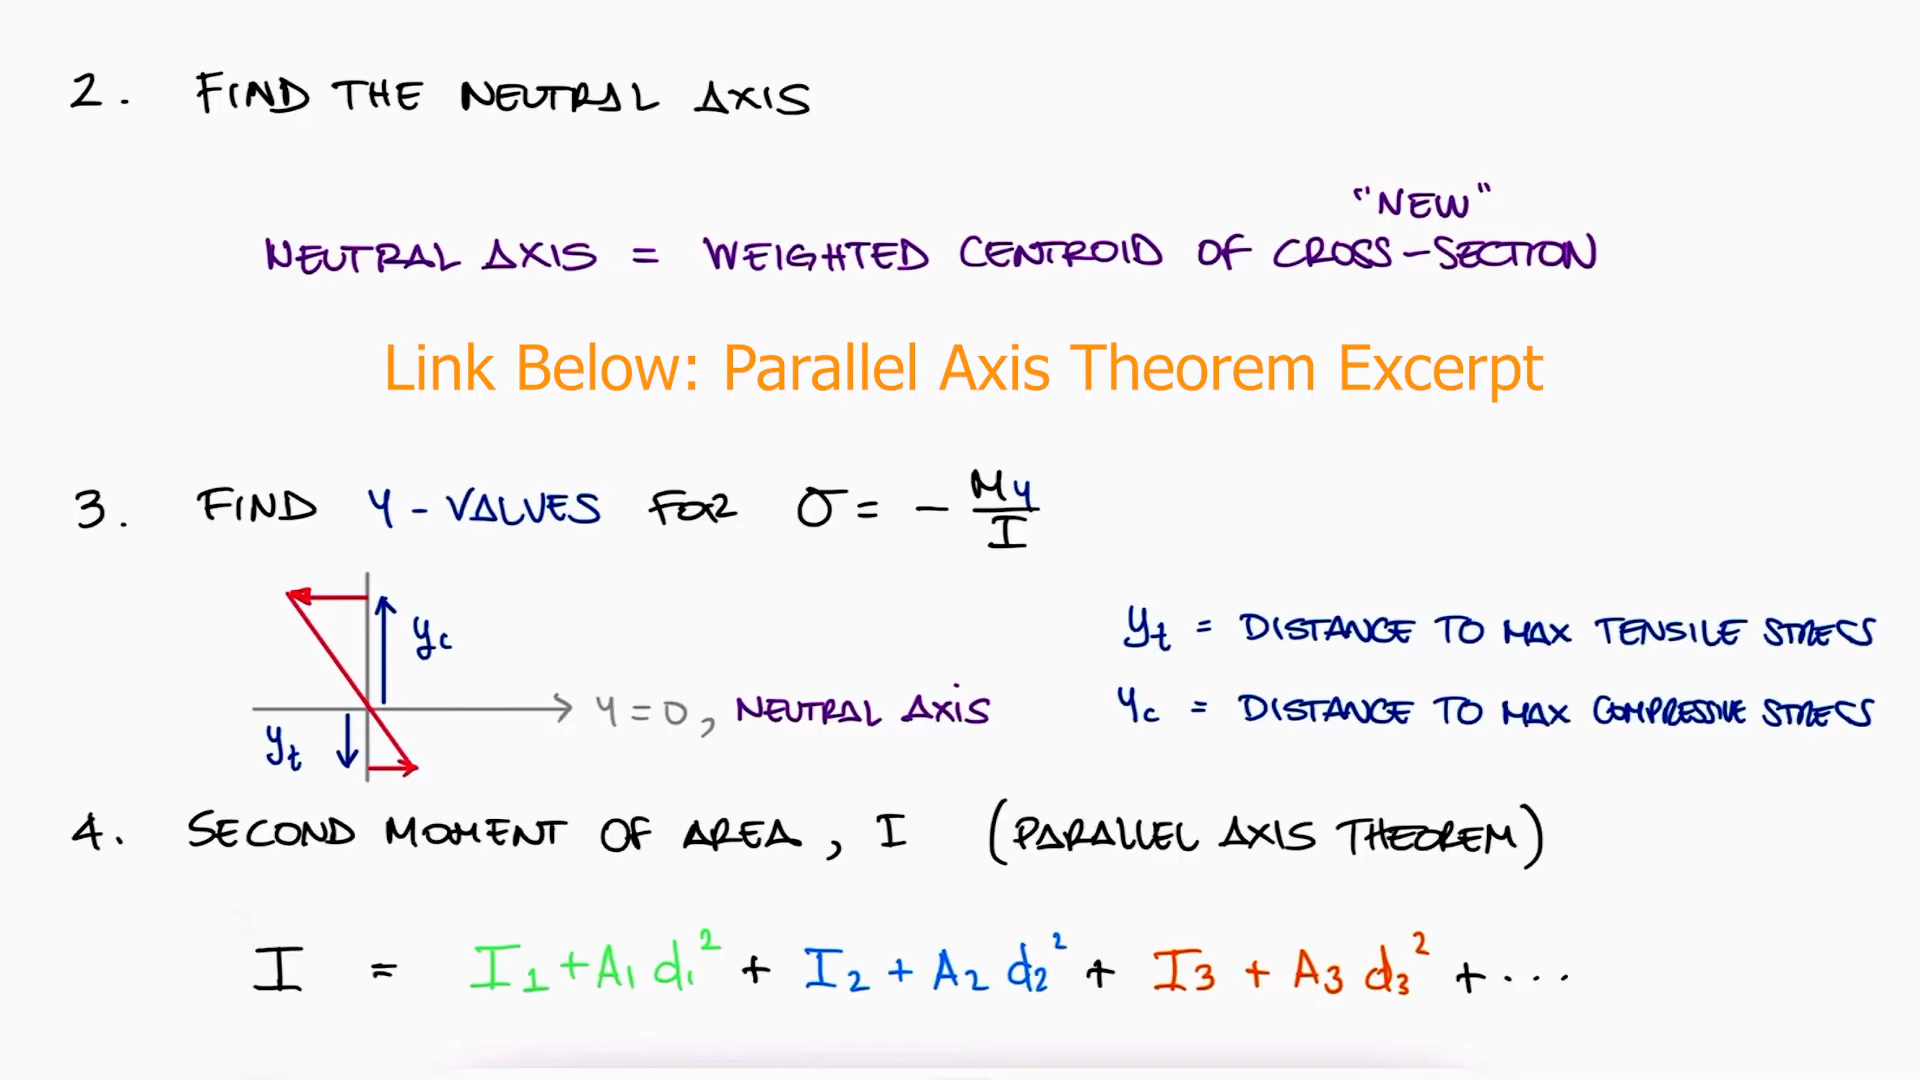 2. FIND THE NEUTRAL AXIS
"NEW"
NEUTRAL AXIS = WEIGHTED CENTROID OF CROSS-SECTION
Link Below: Parallel Axis Theorem Excerpt
3. FIND Y-VALUES FOR σ = - My/I
yc
yt = DISTANCE TO MAX TENSILE STRESS
y=0, NEUTRAL AXIS
yc = DISTANCE TO MAX COMPRESSIVE STRESS
yt
4. SECOND MOMENT OF AREA, I (PARALLEL AXIS THEOREM)
I = I1 + A1 d1² + I2 + A2 d2² + I3 + A3 d3² + ...